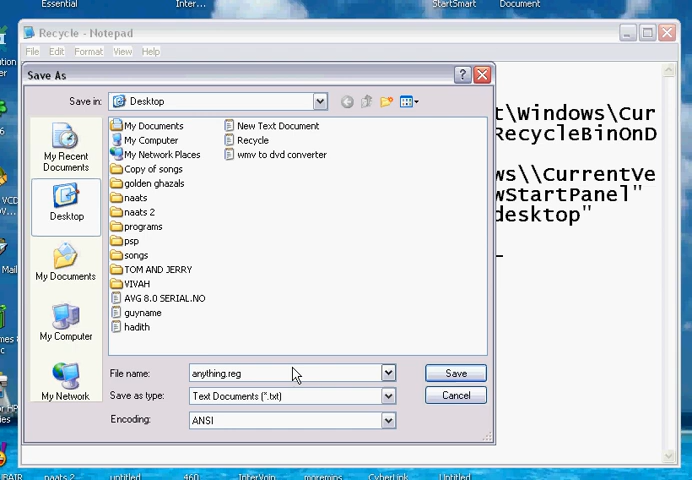 Essential
Inter...
StartSmart
Document
Recycle - Notepad
File Edit Format View Help
Save As
Save in: Desktop
t\Windows\Cur
RecycleBinOnD
ws\\CurrentVe
wStartPanel"
desktop"
My Recent
Documents
Desktop
My Documents
My Computer
My Network
My Documents
My Computer
My Network Places
Copy of songs
golden ghazals
naats
naats 2
programs
psp
songs
TOM AND JERRY
VIVAH
AVG 8.0 SERIAL.NO
guyname
hadith
New Text Document
Recycle
wmv to dvd converter
File name: anything.reg
Save
Save as type: Text Documents (*.txt)
Cancel
Encoding: ANSI
VCD
Mail
naats 2
untitled
460
InterVoip
CyberLink
Untitled